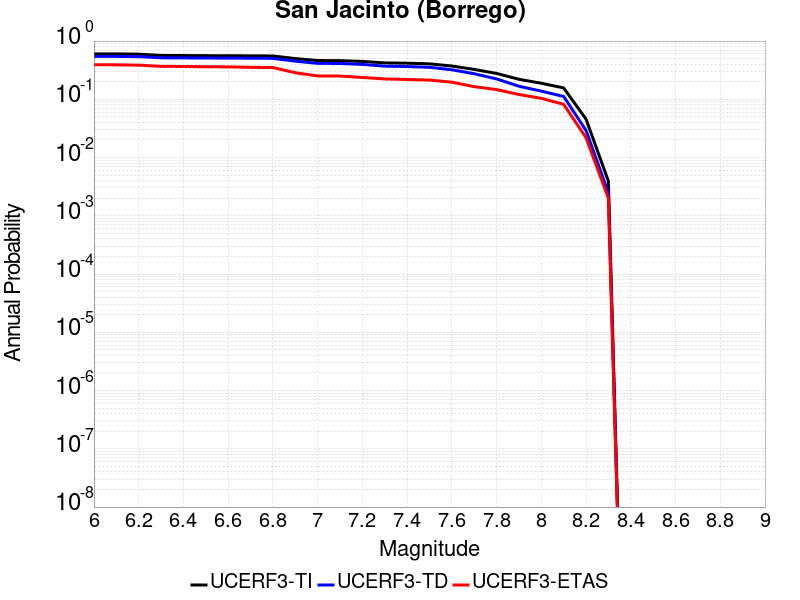 San Jacinto (Borrego)
10^0
10^-1
10^-2
10^-3
10^-4
10^-5
10^-6
10^-7
10^-8
Annual Probability
6 6.2 6.4 6.6 6.8 7 7.2 7.4 7.6 7.8 8 8.2 8.4 8.6 8.8 9
Magnitude
UCERF3-TI UCERF3-TD UCERF3-ETAS